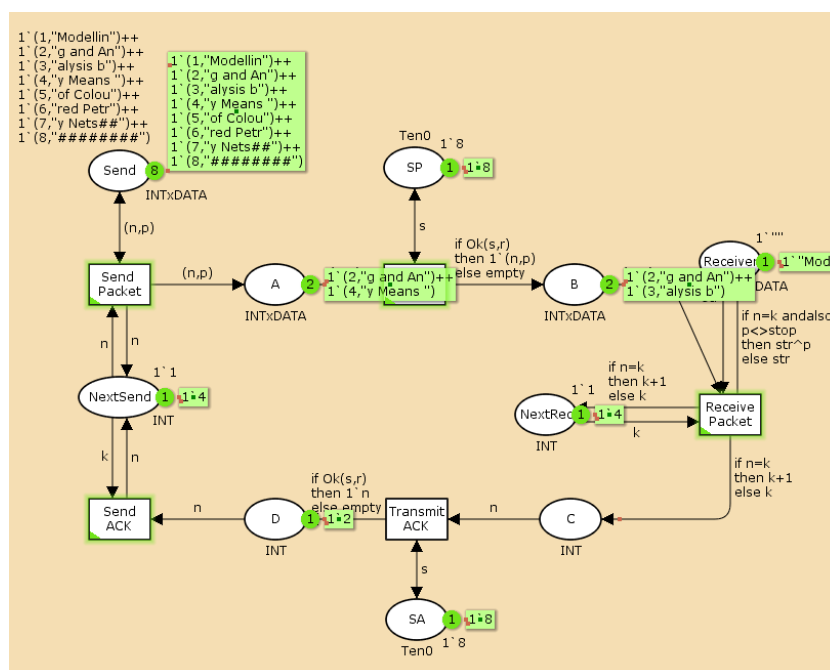 1`(1,"Modellin")++
1`(2,"g and An")++
1`(3,"alysis b")++
1`(4,"y Means ")++
1`(5,"of Colou")++
1`(6,"red Petr")++
1`(7,"y Nets##")++
1`(8,"########")
1`(1,"Modellin")++
1`(2,"g and An")++
1`(3,"alysis b")++
1`(4,"y Means ")++
1`(5,"of Colou")++
1`(6,"red Petr")++
1`(7,"y Nets##")++
1`(8,"########")
Send
8
INTxDATA
Ten0
1`8
SP
1
1`8
s
(n,p)
if Ok(s,r)
then 1`(n,p)
else empty
1`""
Receiver
1
1`"Mod
DATA
Send
Packet
(n,p)
A
2
1`(2,"g and An")++
1`(4,"y Means ")
INTxDATA
B
2
1`(2,"g and An")++
1`(3,"alysis b")
INTxDATA
if n=k andalso
p<>stop
then str^p
else str
n
n
1`1
NextSend
1
1`4
INT
if n=k
then k+1
else k
1`1
NextRec
1
1`4
INT
k
Receive
Packet
k
n
if n=k
then k+1
else k
if Ok(s,r)
then 1`n
else empty
Send
ACK
n
D
1
1`2
INT
Transmit
ACK
n
C
INT
s
SA
1
1`8
1`8
Ten0